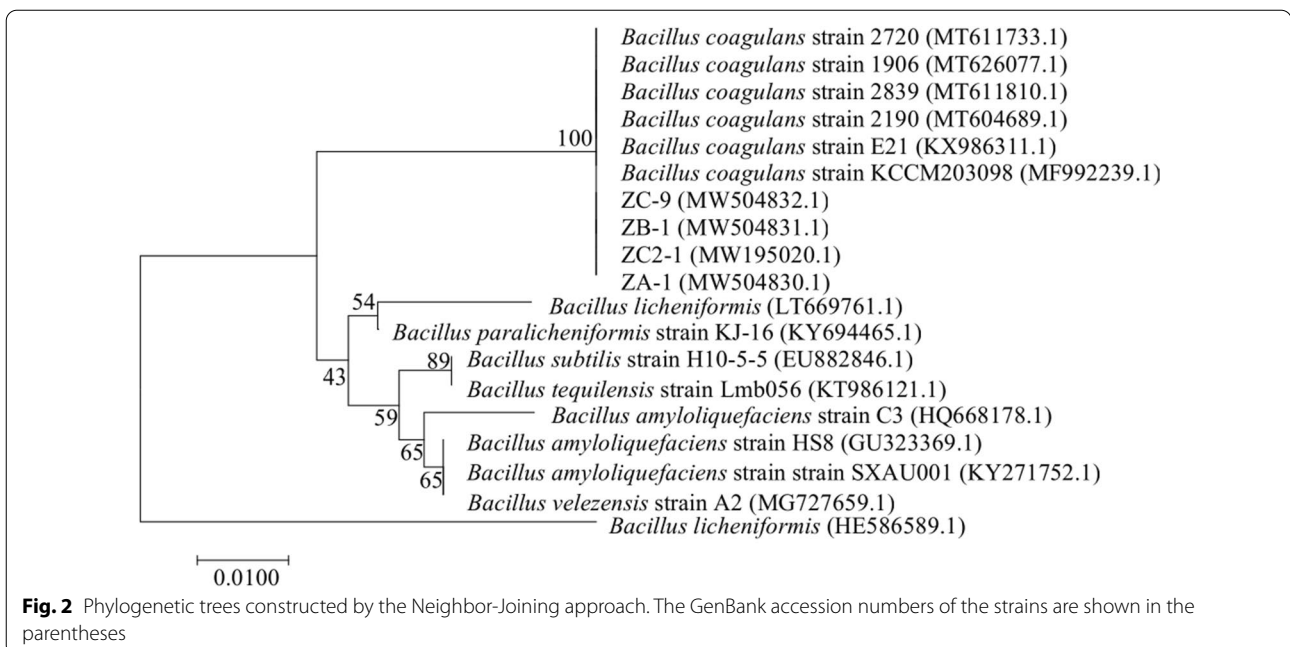 Bacillus coagulans strain 2720 (MT611733.1)
Bacillus coagulans strain 1906 (MT626077.1)
Bacillus coagulans strain 2839 (MT611810.1)
Bacillus coagulans strain 2190 (MT604689.1)
100
Bacillus coagulans strain E21 (KX986311.1)
Bacillus coagulans strain KCCM203098 (MF992239.1)
ZC-9 (MW504832.1)
ZB-1 (MW504831.1)
ZC2-1 (MW195020.1)
ZA-1 (MW504830.1)
54
Bacillus licheniformis (LT669761.1)
Bacillus paralicheniformis strain KJ-16 (KY694465.1)
89
Bacillus subtilis strain H10-5-5 (EU882846.1)
43
Bacillus tequilensis strain Lmb056 (KT986121.1)
59
Bacillus amyloliquefaciens strain C3 (HQ668178.1)
65
Bacillus amyloliquefaciens strain HS8 (GU323369.1)
65
Bacillus amyloliquefaciens strain strain SXAU001 (KY271752.1)
Bacillus velezensis strain A2 (MG727659.1)
Bacillus licheniformis (HE586589.1)
0.0100
Fig. 2 Phylogenetic trees constructed by the Neighbor-Joining approach. The GenBank accession numbers of the strains are shown in the
parentheses